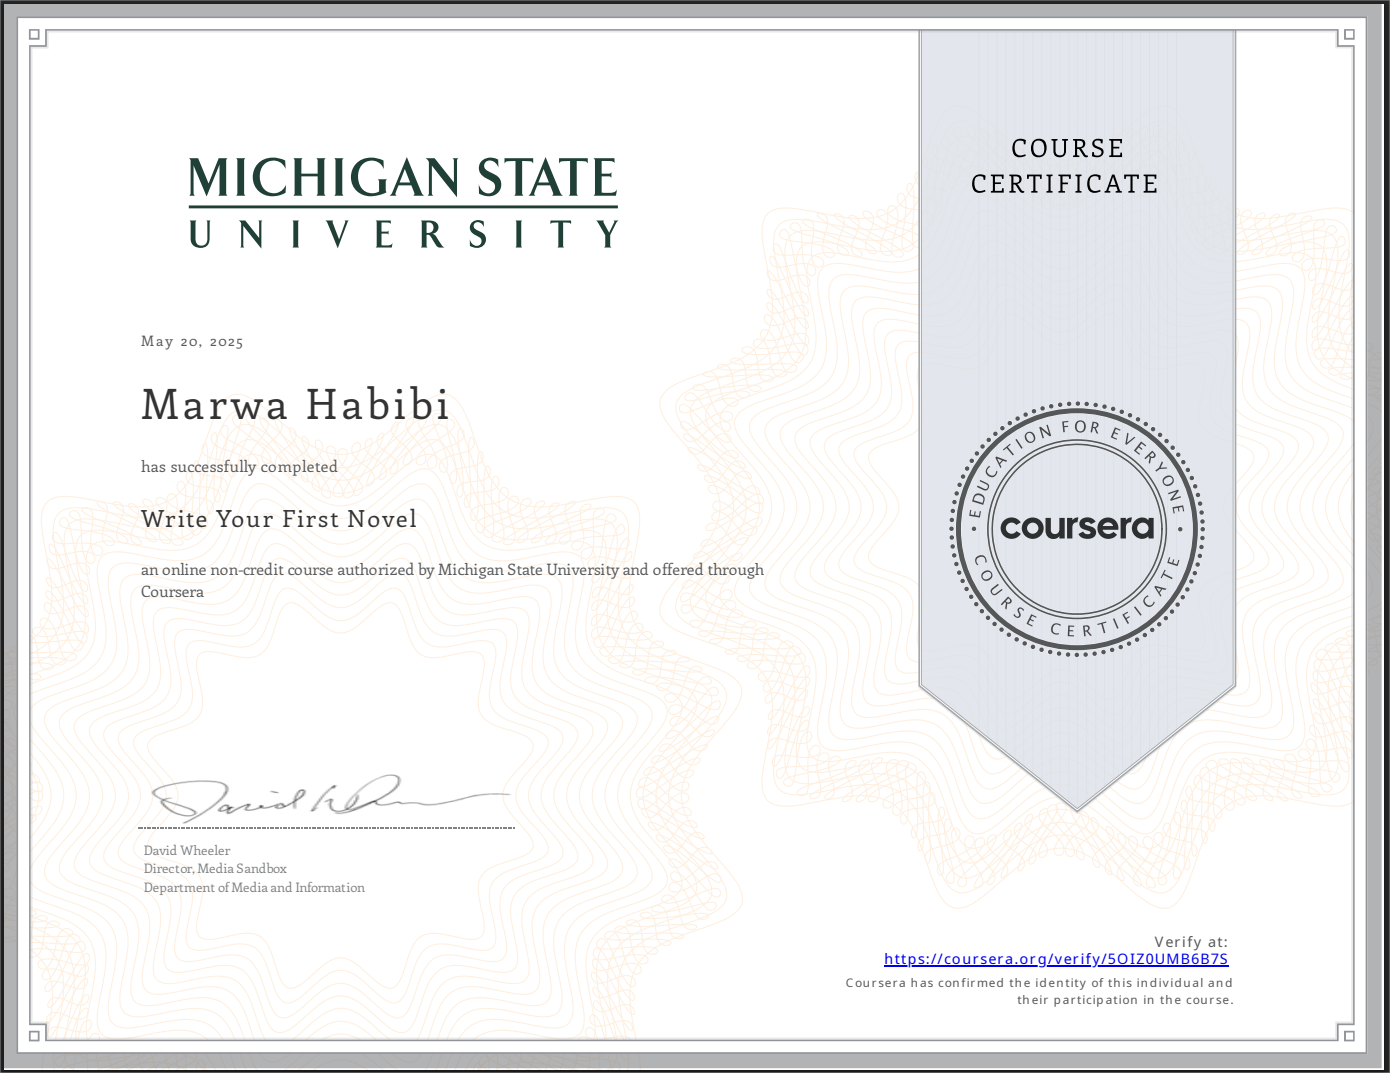 MICHIGAN STATE
UNIVERSITY
COURSE
CERTIFICATE
May 20, 2025
Marwa Habibi
has successfully completed
Write Your First Novel
an online non-credit course authorized by Michigan State University and offered through
Coursera
EDUCATION FOR EVERYONE
coursera
COURSE CERTIFICATE
David Wheeler
David Wheeler
Director, Media Sandbox
Department of Media and Information
Verify at:
https://coursera.org/verify/5OIZ0UMB6B7S
Coursera has confirmed the identity of this individual and
their participation in the course.